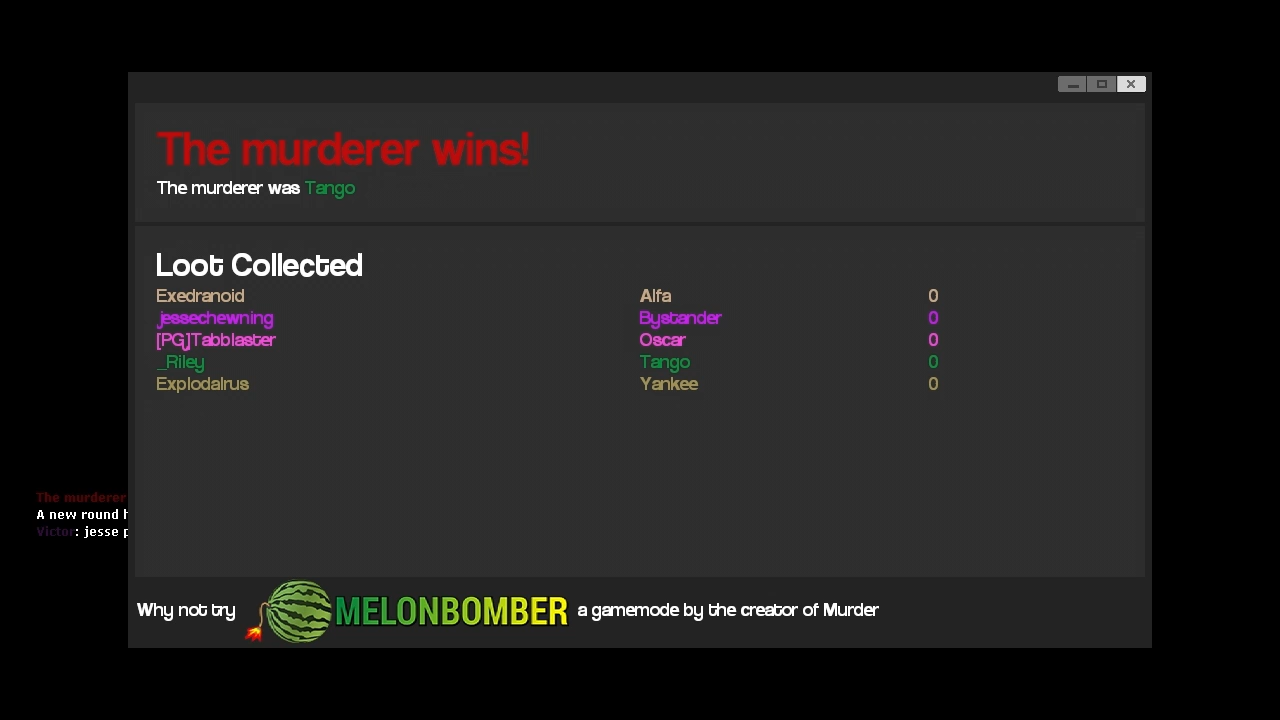 The murderer wins!
The murderer was Tango
Loot Collected
Exedranoid Alfa 0
jessechewning Bystander 0
[PG]Tabblaster Oscar 0
_Riley Tango 0
Explodalrus Yankee 0
The murderer
A new round
Victor: jesse
Why not try MELONBOMBER a gamemode by the creator of Murder